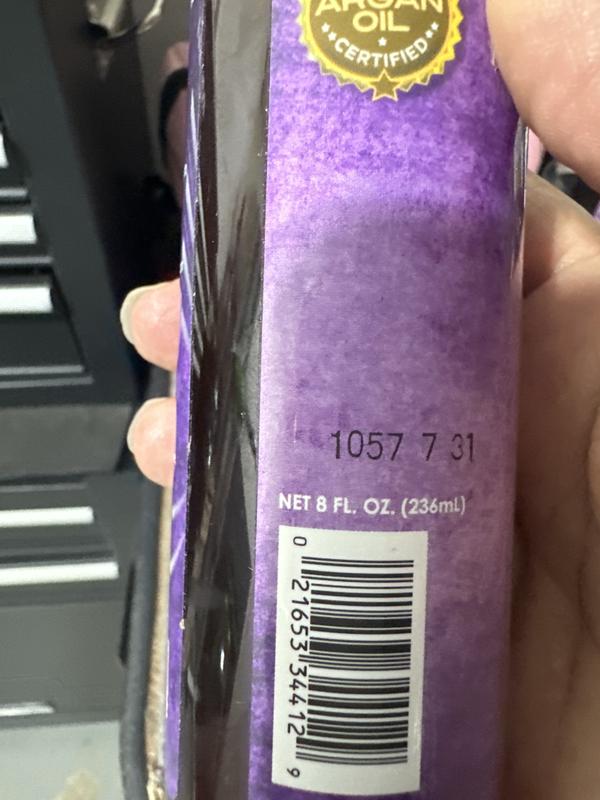 ARGAN
OIL
CERTIFIED
1057 7 31
NET 8 FL. OZ. (236mL)
0 21653 34412 9